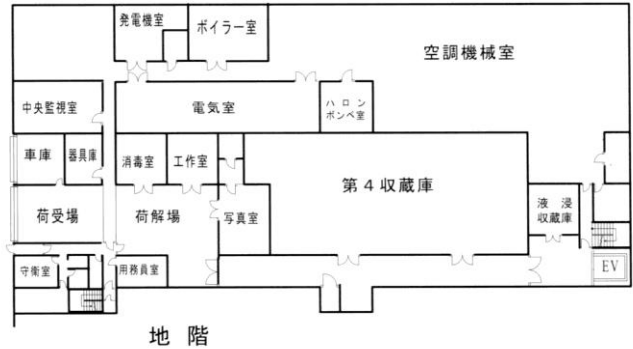 発電機室
ボイラー室
空調機械室
中央監視室
電気室
ハロン
ボンベ室
車庫
器具庫
消毒室
工作室
第4収蔵庫
荷受場
荷解場
写真室
液浸
収蔵庫
守衛室
用務員室
EV
地階